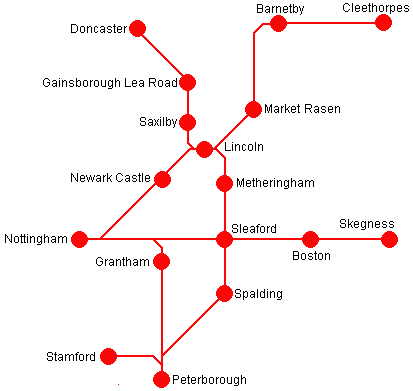 Barnetby
Cleethorpes
Doncaster
Gainsborough Lea Road
Market Rasen
Saxilby
Lincoln
Newark Castle
Metheringham
Skegness
Sleaford
Nottingham
Boston
Grantham
Spalding
Stamford
Peterborough